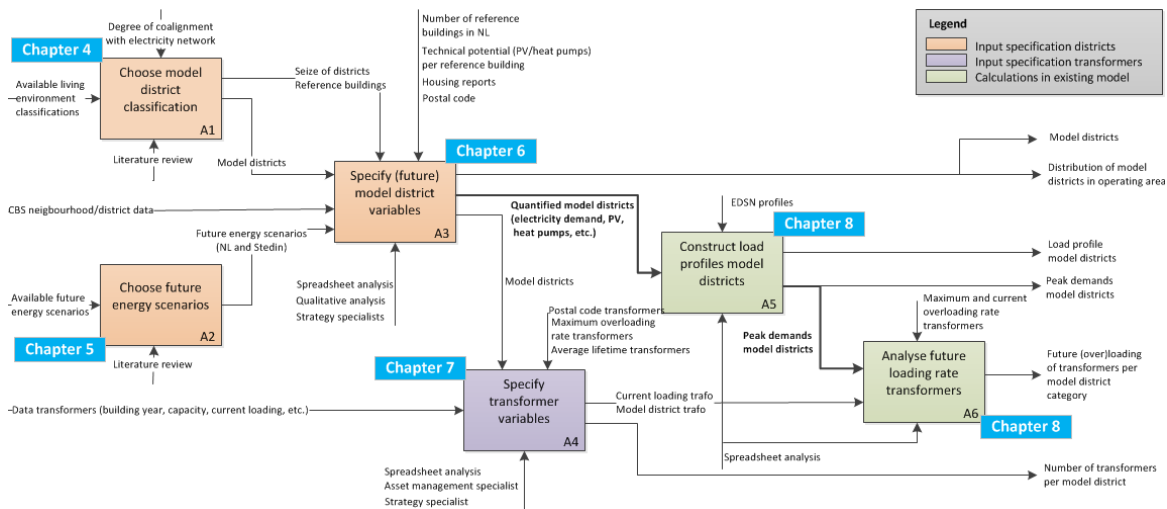 Degree of coalignment
with electricity network
Chapter 4
Choose model
district classification
A1
Available living
environment
classifications
Literature review
Seize of districts
Reference buildings
Model districts
Number of reference
buildings in NL
Technical potential (PV/heat pumps)
per reference building
Housing reports
Postal code
Legend
Input specification districts
Input specification transformers
Calculations in existing model
Chapter 6
Specify (future)
model district
variables
A3
CBS neigbourhood/district data
Future energy scenarios
(NL and Stedin)
Spreadsheet analysis
Qualitative analysis
Strategy specialists
Model districts
Distribution of model
districts in operating area
Quantified model districts
(electricity demand, PV,
heat pumps, etc.)
Model districts
EDSN profiles
Chapter 8
Construct load
profiles model
districts
A5
Load profile
model districts
Peak demands
model districts
Choose future
energy scenarios
A2
Available future
energy scenarios
Chapter 5
Literature review
Postal code transformers
Maximum overloading
rate transformers
Average lifetime transformers
Peak demands
model districts
Maximum and current
overloading rate
transformers
Analyse future
loading rate
transformers
A6
Chapter 8
Future (over)loading
of transformers per
model district
category
Chapter 7
Specify
transformer
variables
A4
Data transformers (building year, capacity, current loading, etc.)
Current loading trafo
Model district trafo
Spreadsheet analysis
Spreadsheet analysis
Asset management specialist
Strategy specialist
Number of transformers
per model district